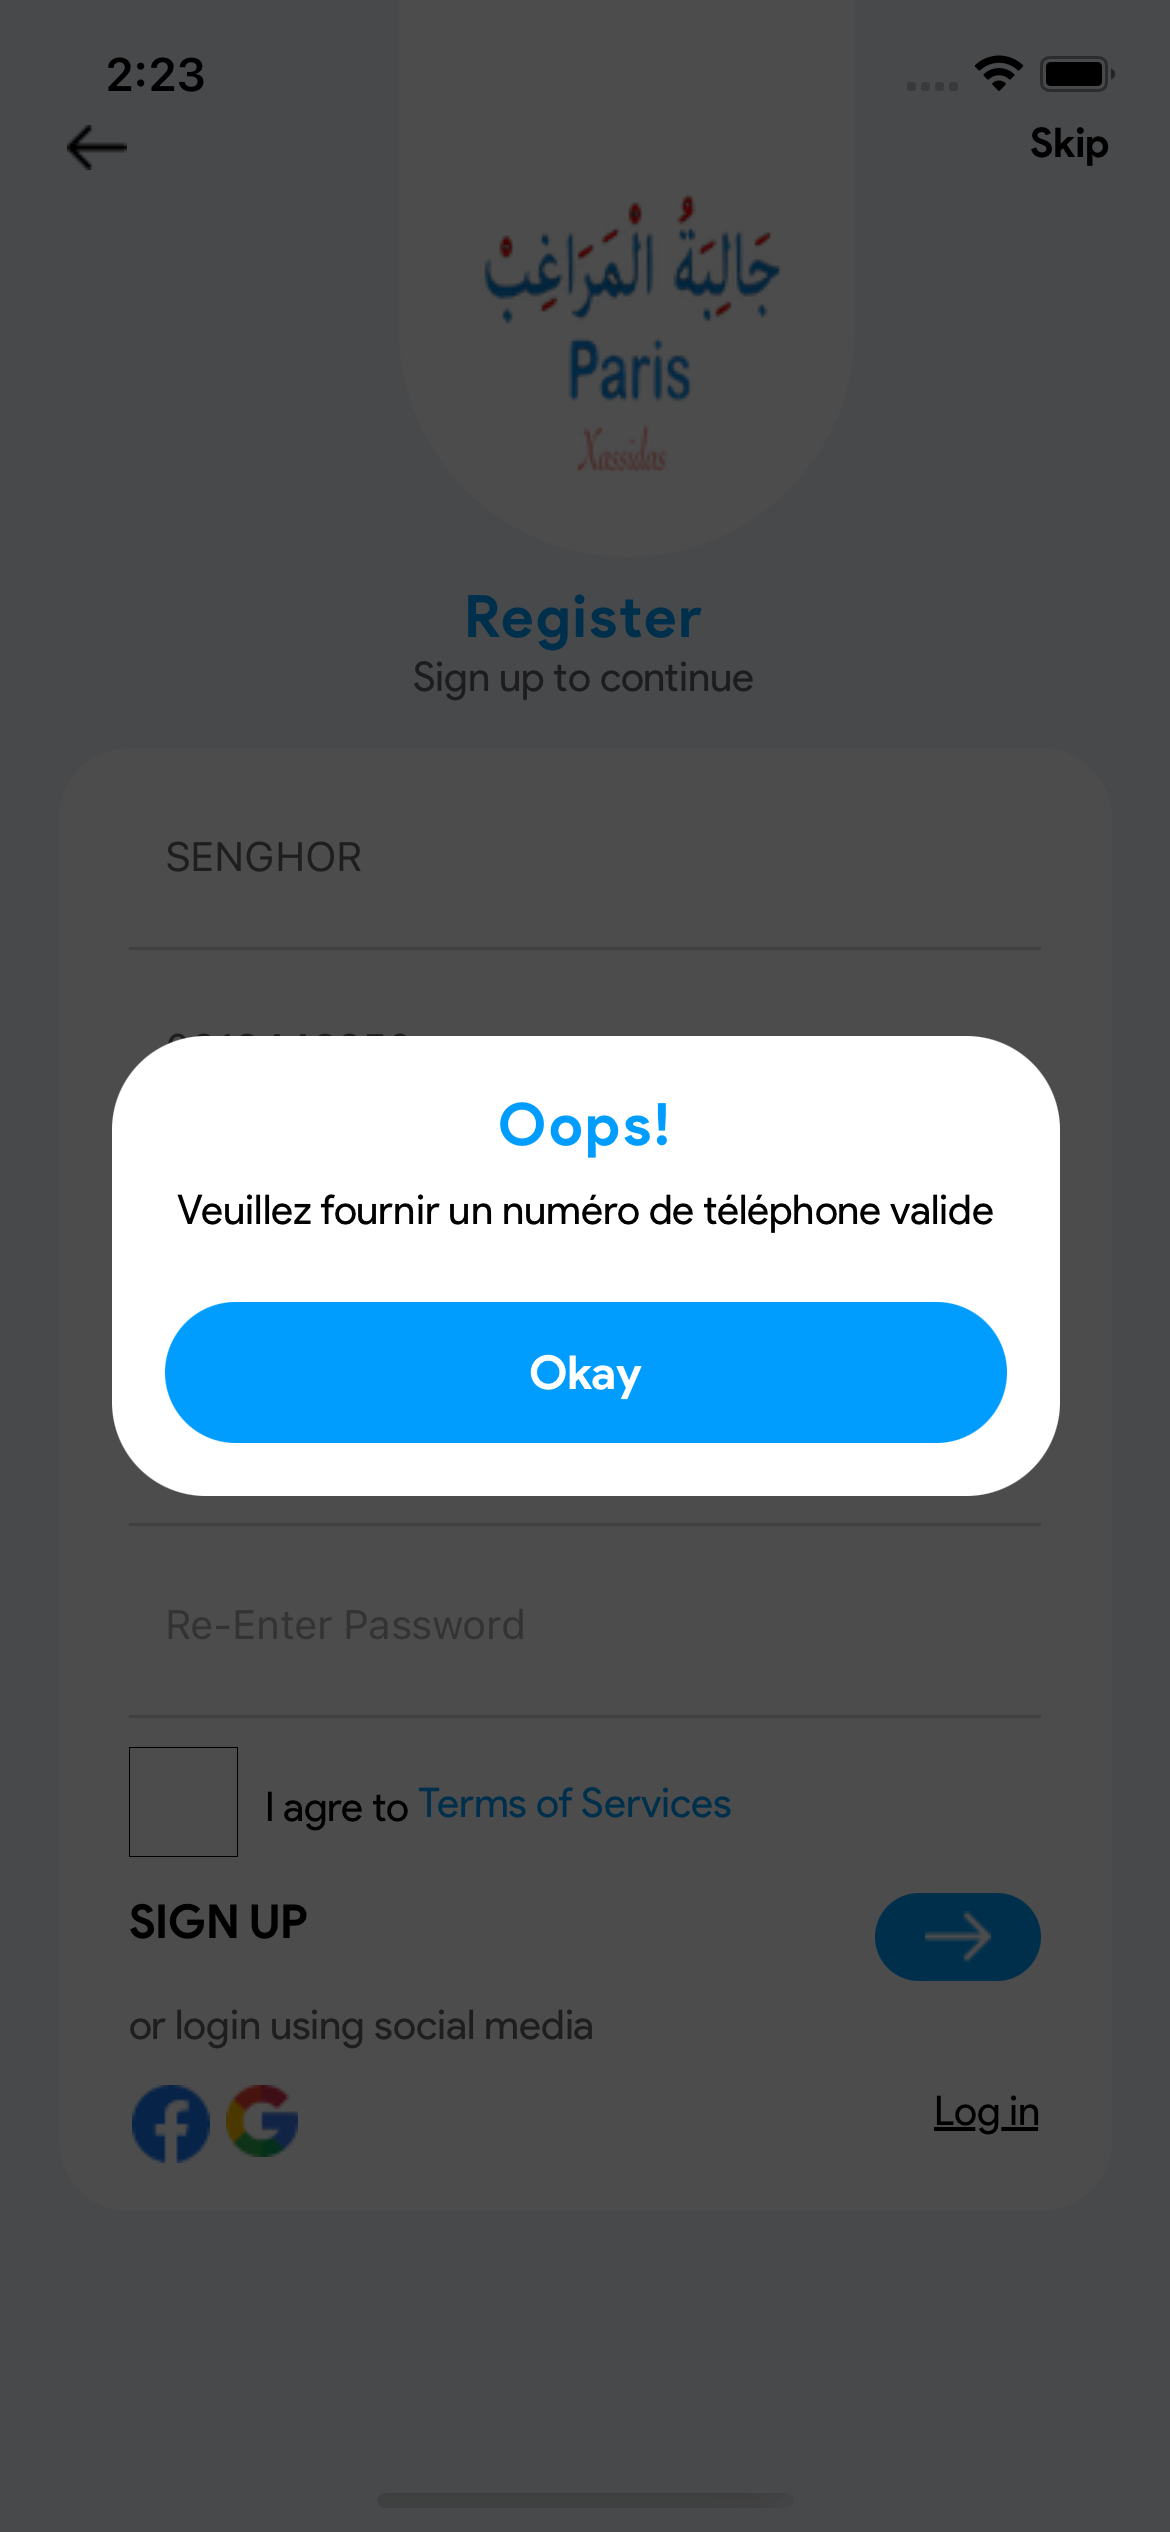 2:23
Skip
جَالِيَةُ الْمَرَاغِبْ
Paris
Xassidas
Register
Sign up to continue
SENGHOR
Oops!
Veuillez fournir un numéro de téléphone valide
Okay
Re-Enter Password
I agre to Terms of Services
SIGN UP
or login using social media
Log in